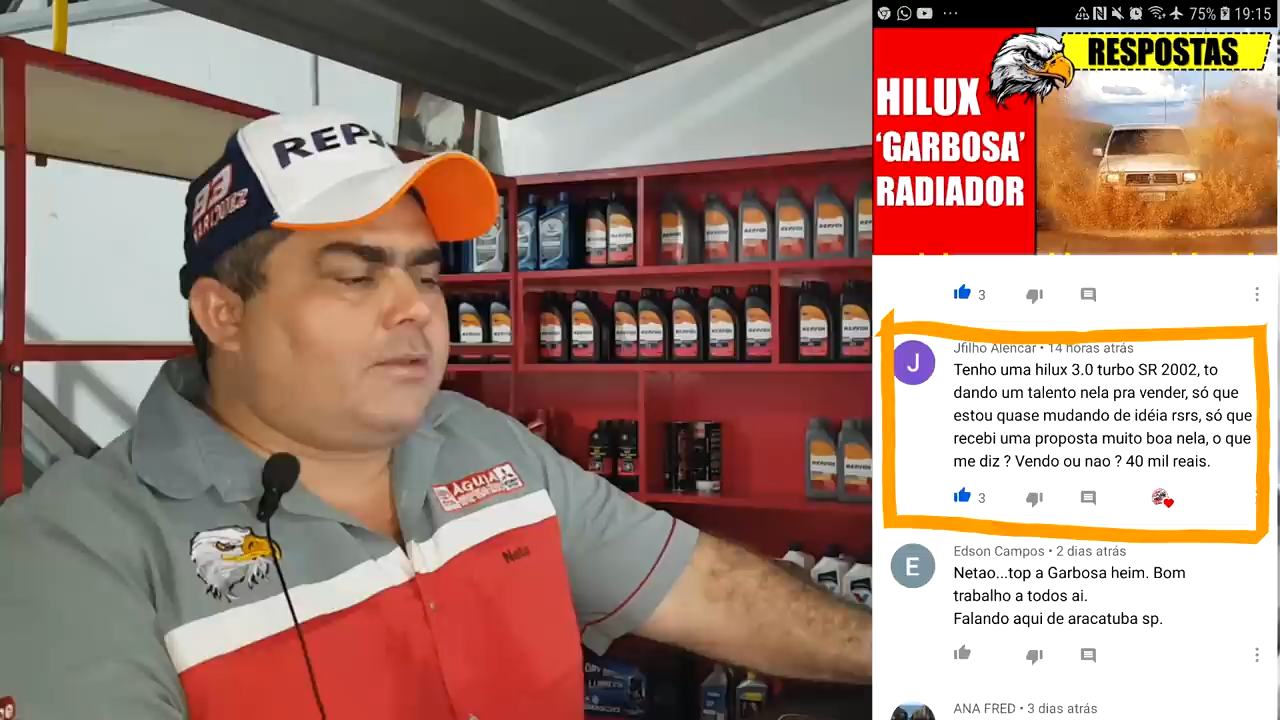 REPS
93
MARQUEZ
ÁGUIA
Neto
REPSOL
REPSOL
75%
19:15
RESPOSTAS
HILUX
‘GARBOSA’
RADIADOR
3
Jfilho Alencar • 14 horas atrás
J
Tenho uma hilux 3.0 turbo SR 2002, to
dando um talento nela pra vender, só que
estou quase mudando de idéia rsrs, só que
recebi uma proposta muito boa nela, o que
me diz ? Vendo ou nao ? 40 mil reais.
3
Edson Campos • 2 dias atrás
E
Netao...top a Garbosa heim. Bom
trabalho a todos ai.
Falando aqui de aracatuba sp.
ANA FRED • 3 dias atrás